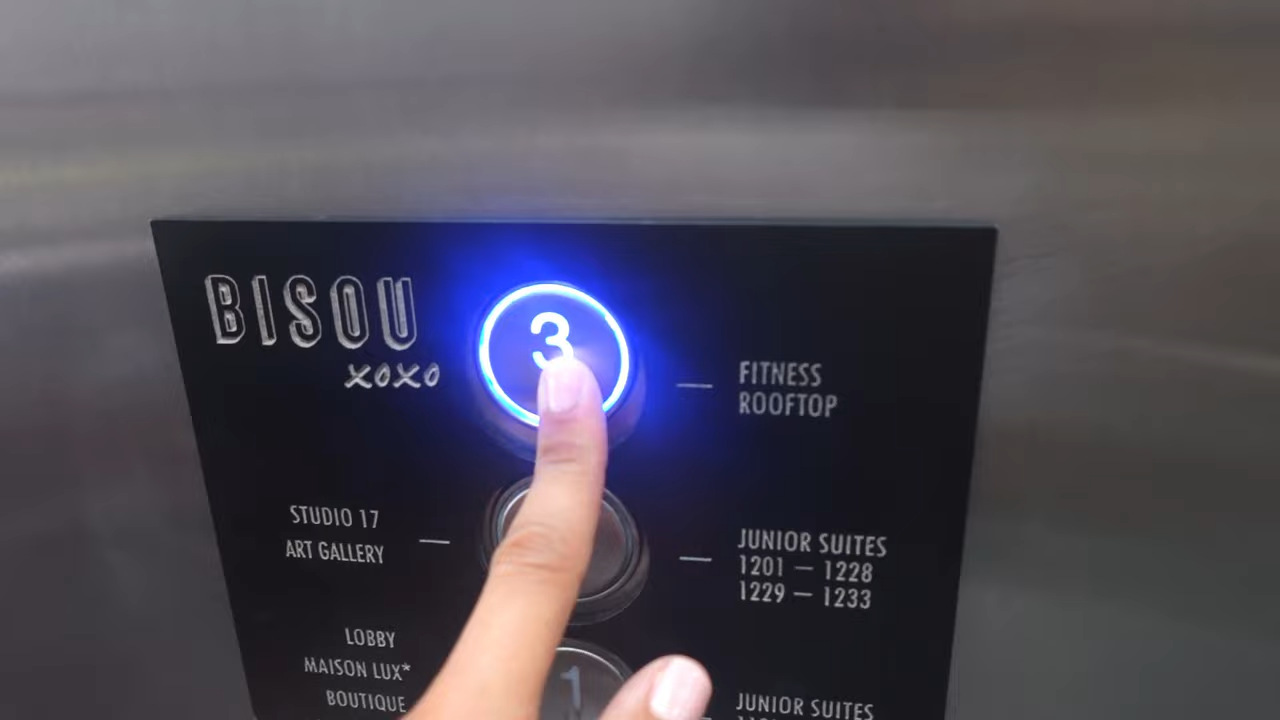 BISOU
xoxo
3
FITNESS
ROOFTOP
STUDIO 17
ART GALLERY
JUNIOR SUITES
1201 — 1228
1229 — 1233
LOBBY
MAISON LUX*
BOUTIQUE
1
JUNIOR SUITES